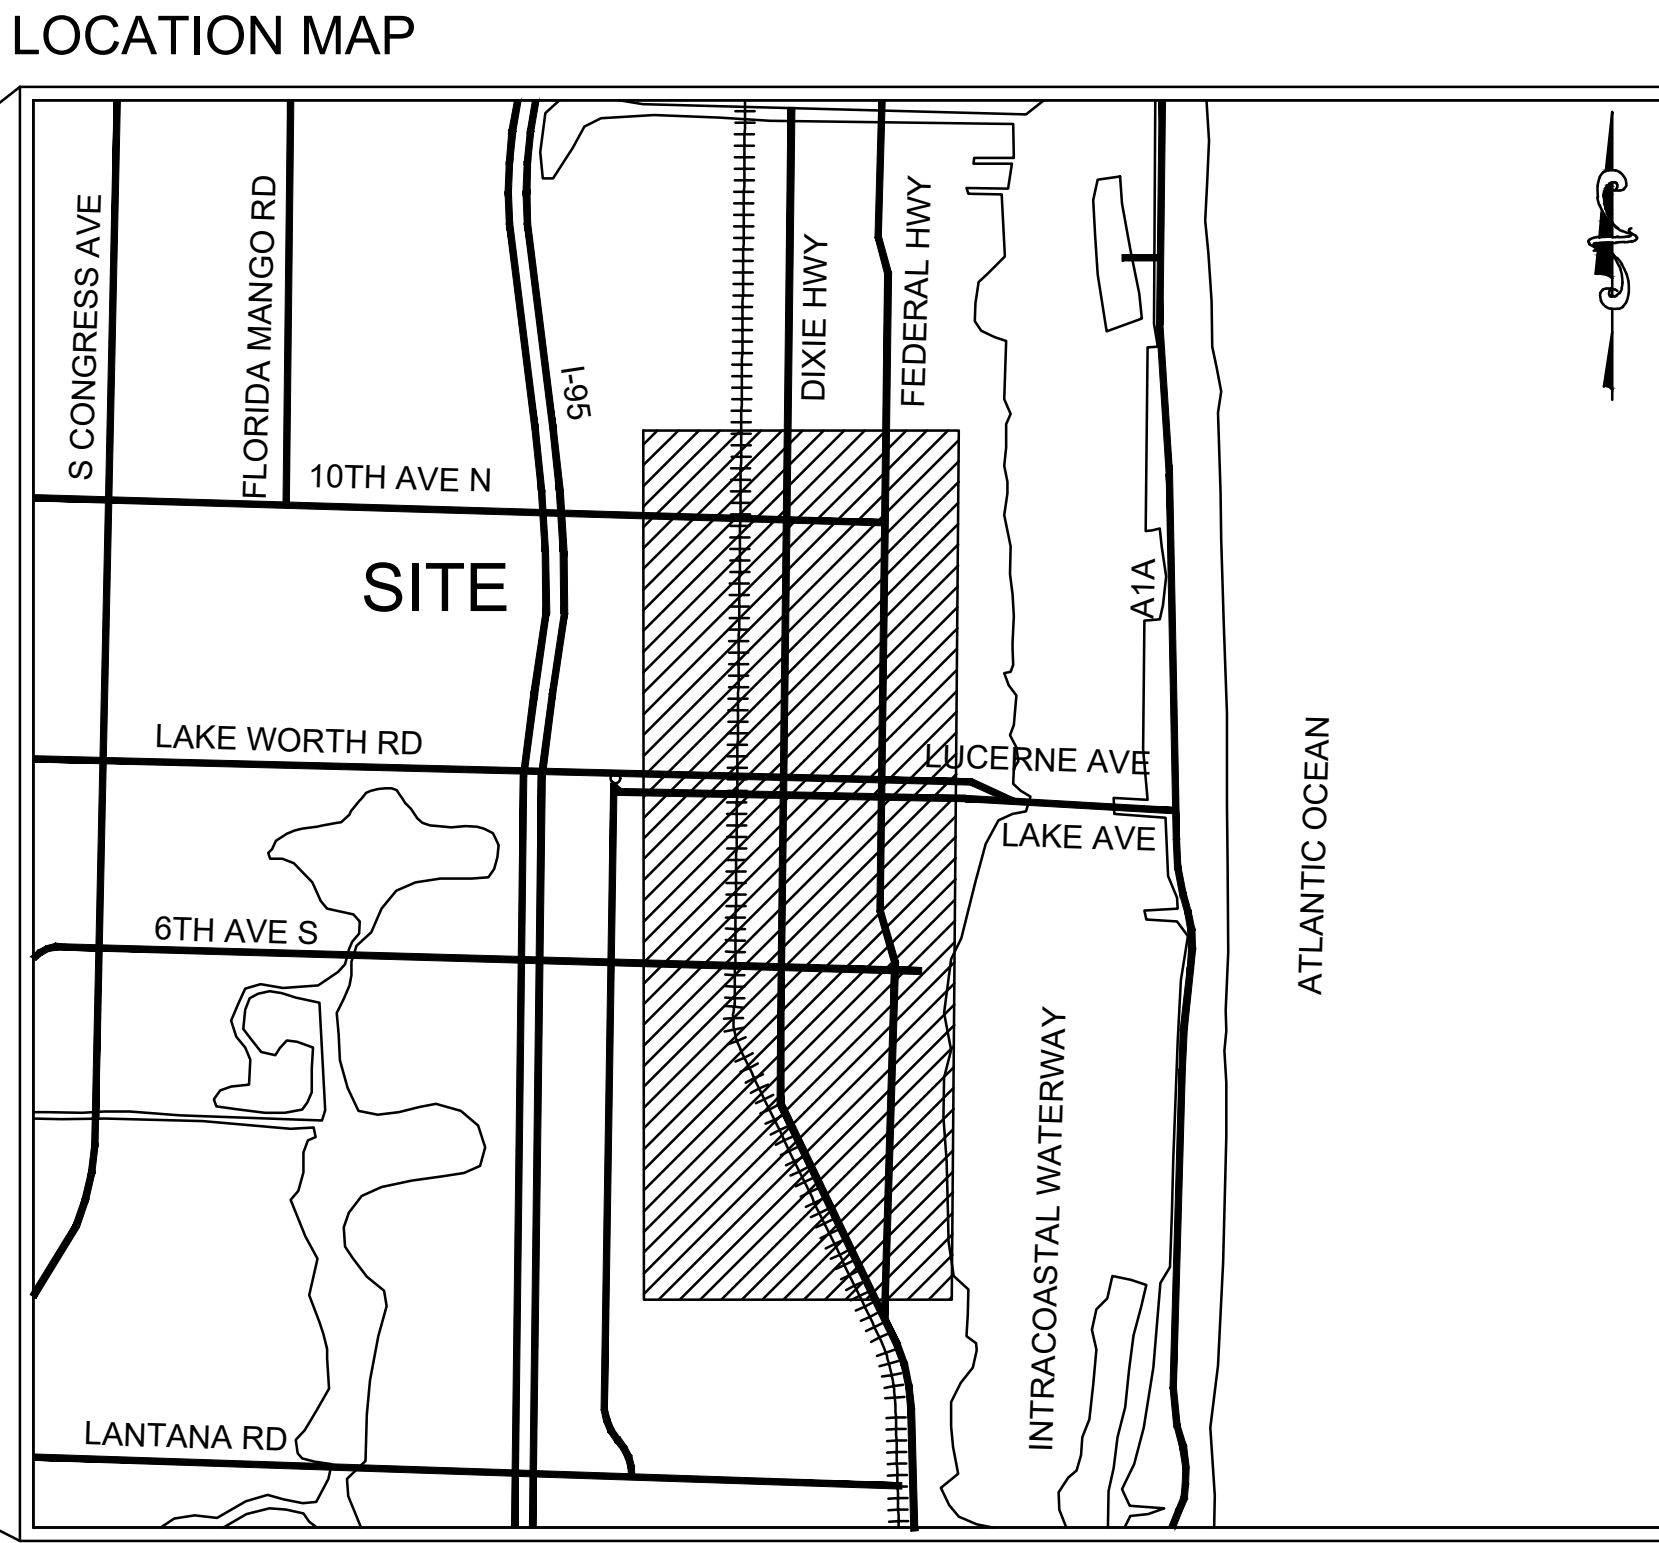 LOCATION MAP
S CONGRESS AVE
FLORIDA MANGO RD
I-95
DIXIE HWY
FEDERAL HWY
10TH AVE N
SITE
A1A
LAKE WORTH RD
LUCERNE AVE
LAKE AVE
ATLANTIC OCEAN
6TH AVE S
INTRACOASTAL WATERWAY
LANTANA RD